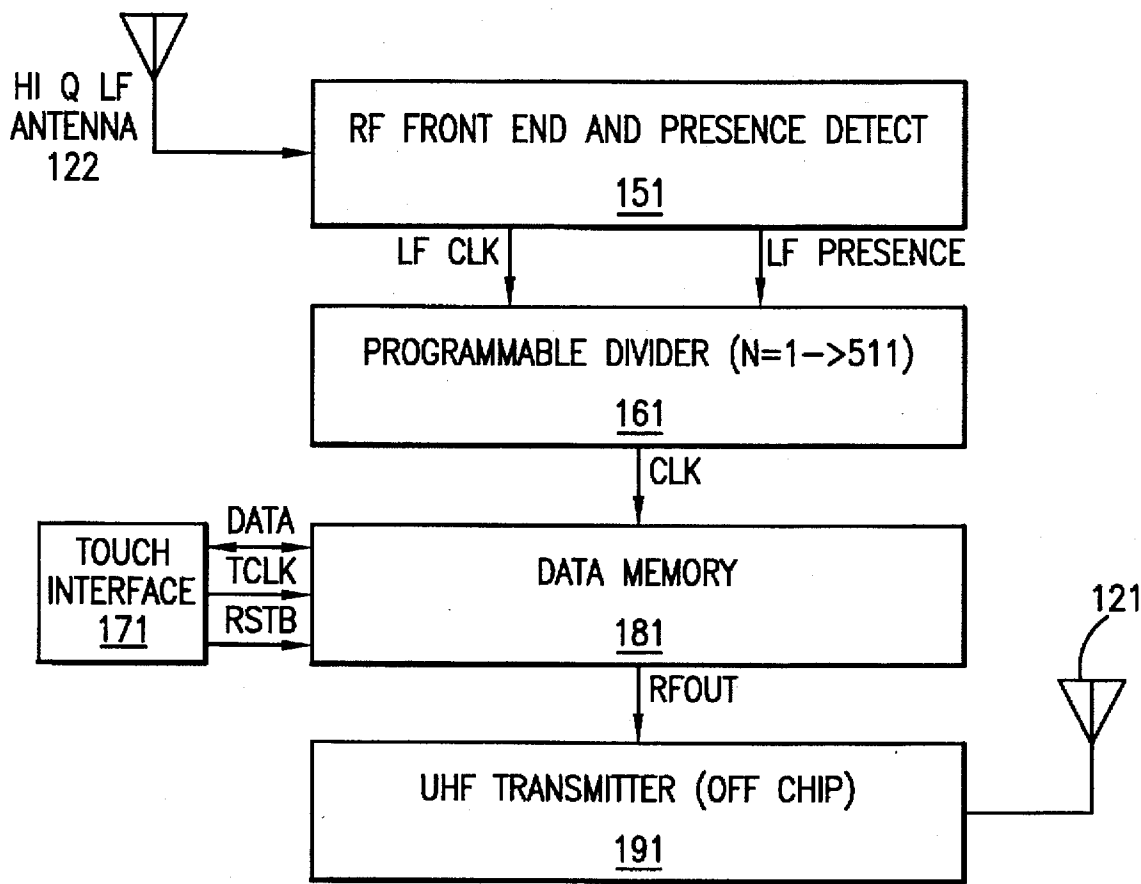 HI Q LF
ANTENNA
122
RF FRONT END AND PRESENCE DETECT
151
LF CLK
LF PRESENCE
PROGRAMMABLE DIVIDER (N=1->511)
161
CLK
TOUCH
INTERFACE
171
DATA
TCLK
RSTB
DATA MEMORY
181
121
RFOUT
UHF TRANSMITTER (OFF CHIP)
191